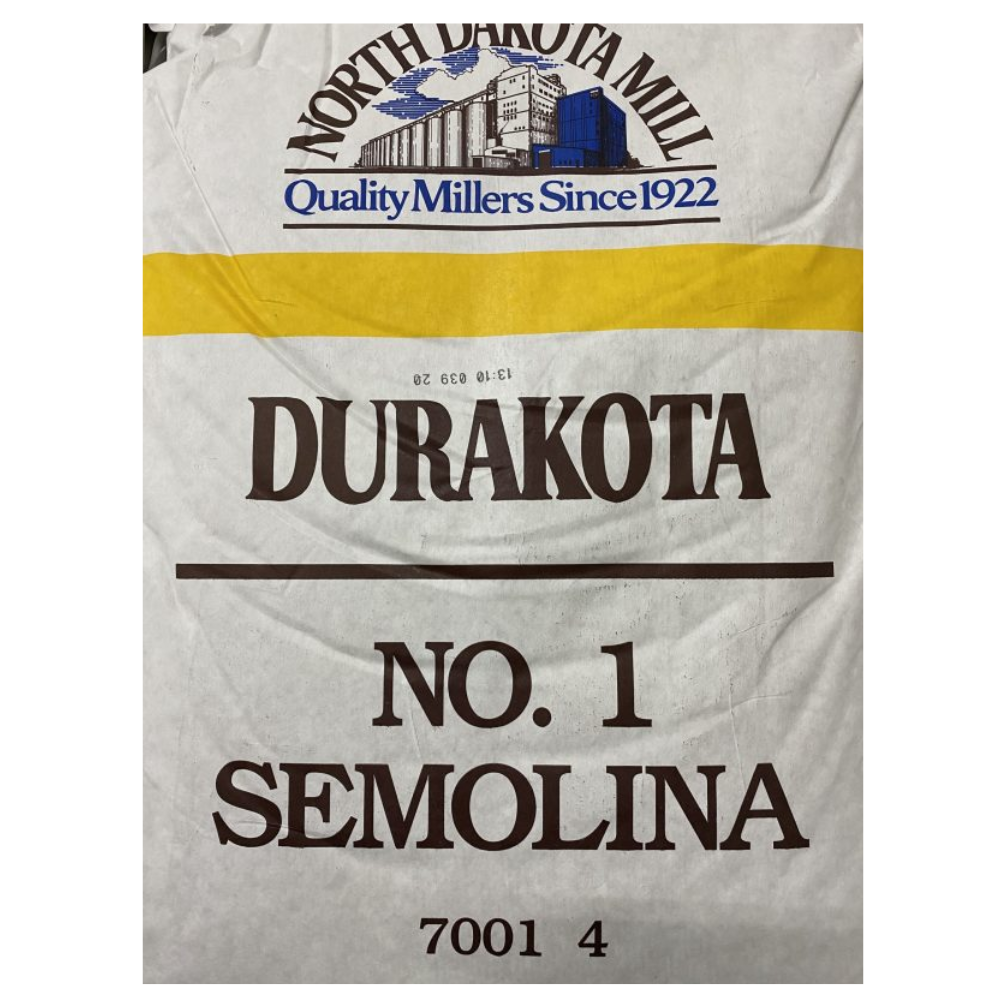 NORTH DAKOTA MILL
Quality Millers Since 1922
13:10 039 20
DURAKOTA
NO. 1
SEMOLINA
7001 4